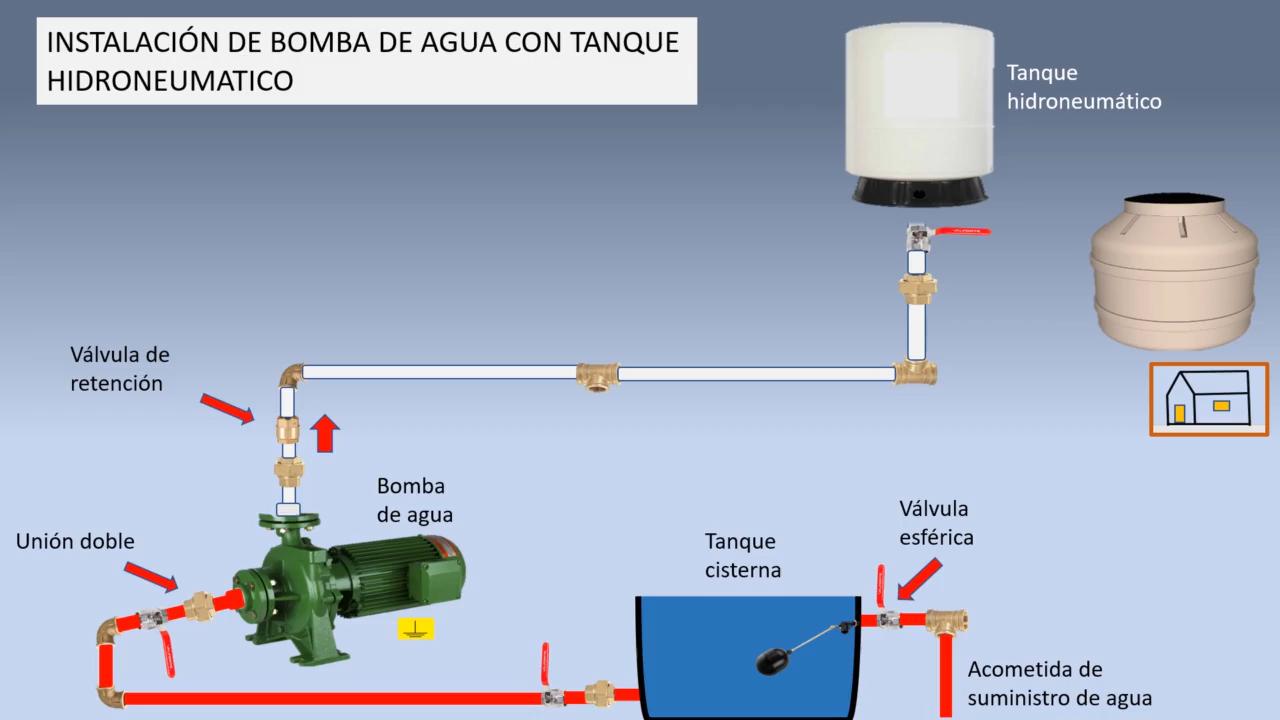 INSTALACIÓN DE BOMBA DE AGUA CON TANQUE
HIDRONEUMATICO
Tanque
hidroneumático
Válvula de
retención
Bomba
de agua
Unión doble
Tanque
cisterna
Válvula
esférica
Acometida de
suministro de agua